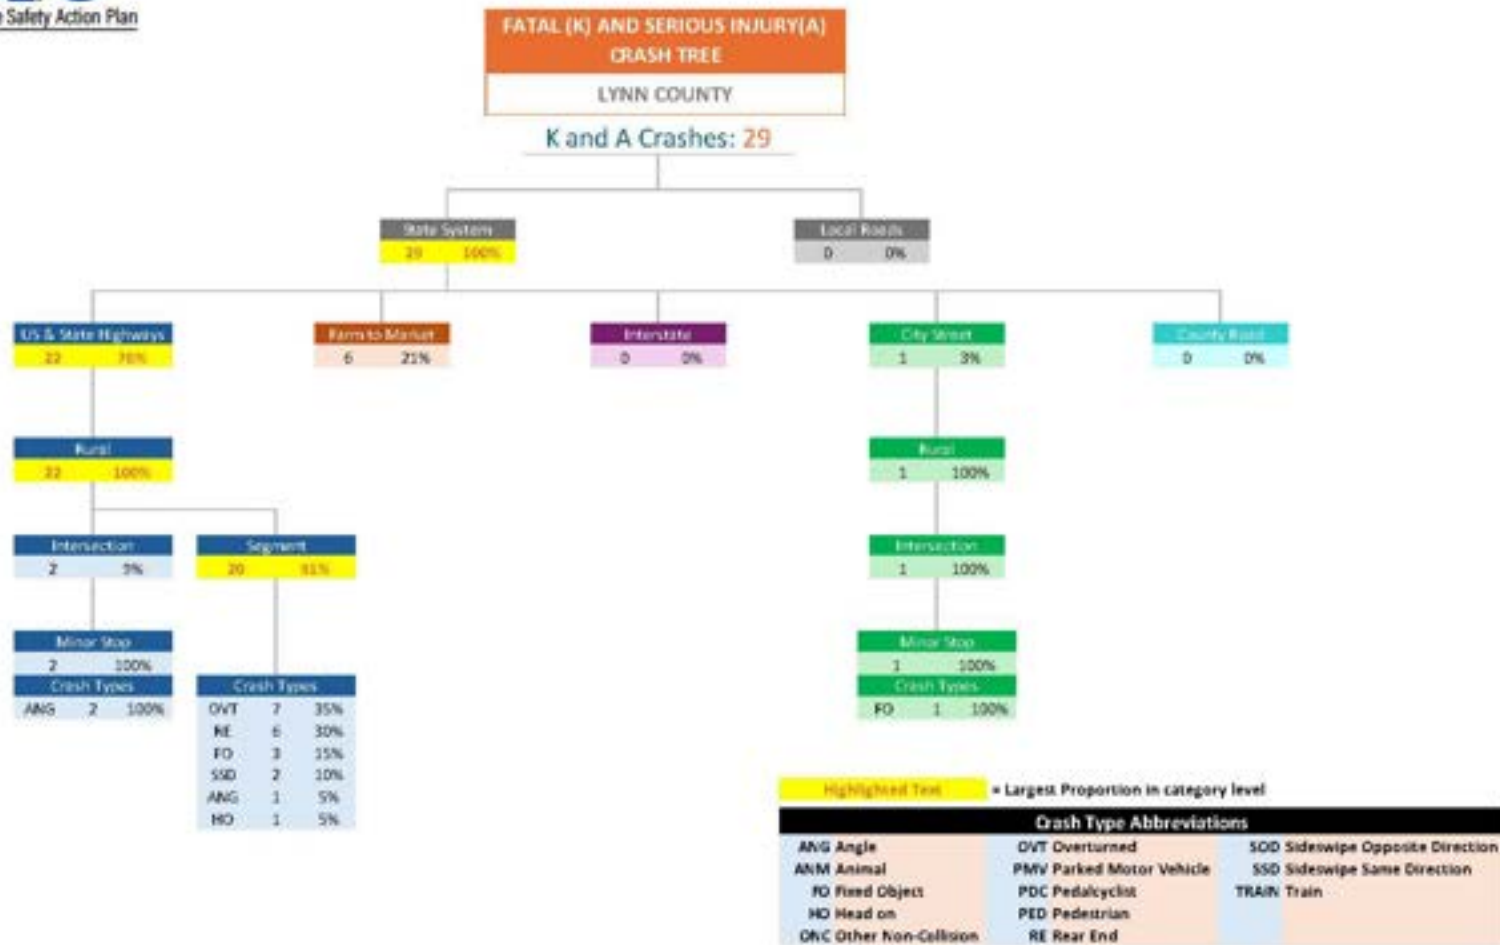 Safety Action Plan
FATAL (K) AND SERIOUS INJURY(A)
CRASH TREE
LYNN COUNTY
K and A Crashes: 29
State System
29 100%
Local Roads
0 0%
US & State Highways
22 76%
Farm to Market
6 21%
Interstate
0 0%
City Street
1 3%
County Road
0 0%
Rural
22 100%
Rural
1 100%
Intersection
2 9%
Segment
20 91%
Intersection
1 100%
Minor Stop
2 100%
Crash Types
ANG 2 100%
Crash Types
OVT 7 35%
RE 6 30%
FO 3 15%
SSD 2 10%
ANG 1 5%
HO 1 5%
Minor Stop
1 100%
Crash Types
FO 1 100%
Highlighted Text = Largest Proportion in category level
Crash Type Abbreviations
ANG Angle OVT Overturned SOD Sideswipe Opposite Direction
ANM Animal PMV Parked Motor Vehicle SSD Sideswipe Same Direction
FO Fixed Object PDC Pedalcyclist TRAIN Train
HO Head on PED Pedestrian
ONC Other Non-Collision RE Rear End